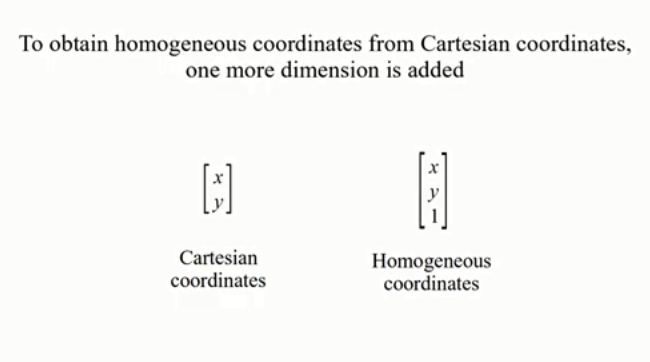 To obtain homogeneous coordinates from Cartesian coordinates,
one more dimension is added
x
y
x
y
1
Cartesian
coordinates
Homogeneous
coordinates